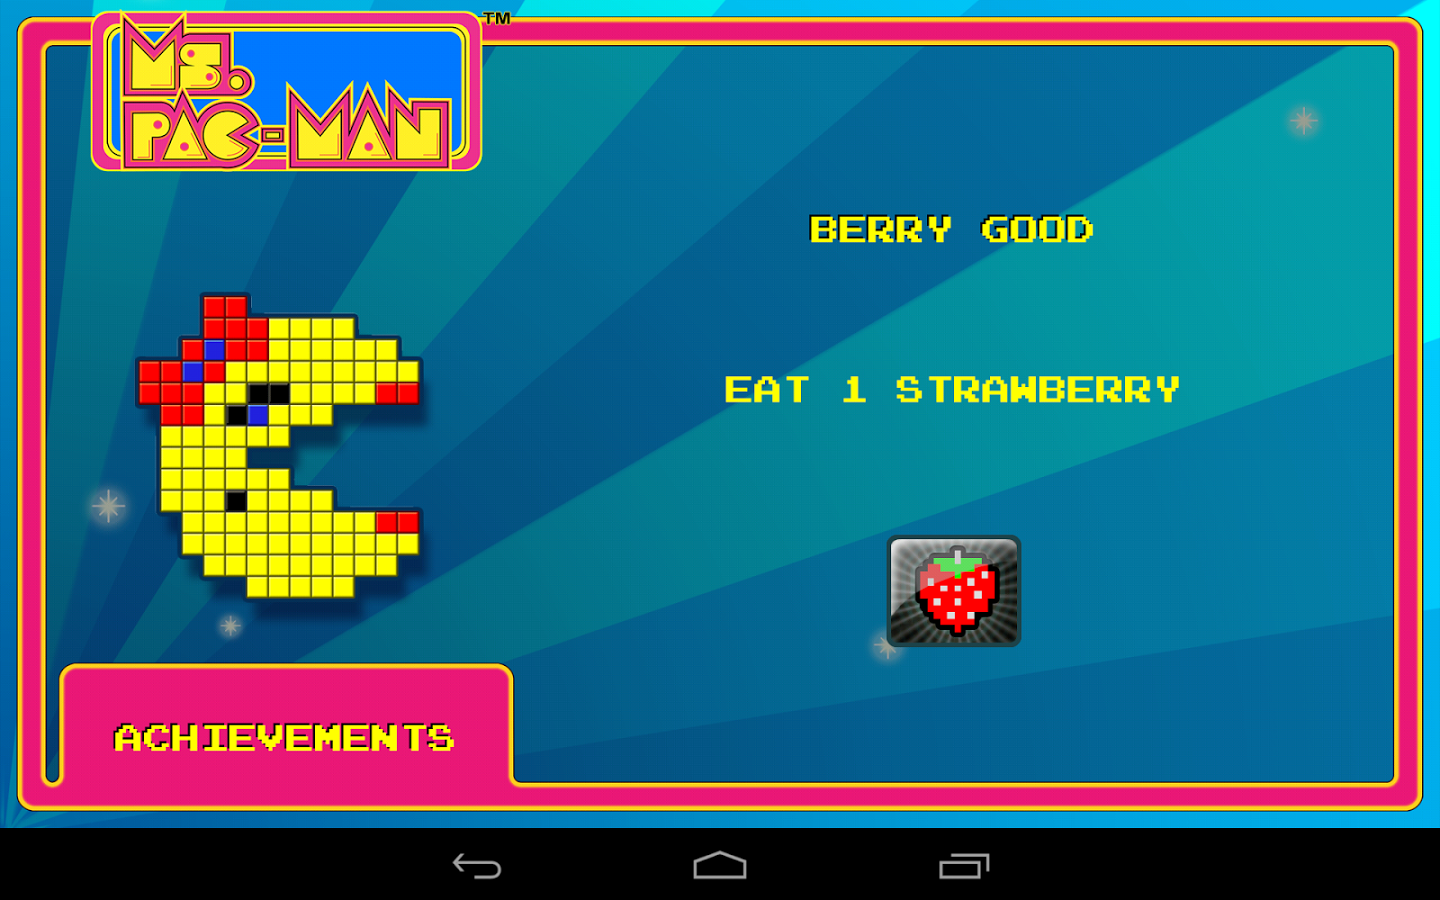 MS.
PAC-MAN
TM
BERRY GOOD
EAT 1 STRAWBERRY
ACHIEVEMENTS